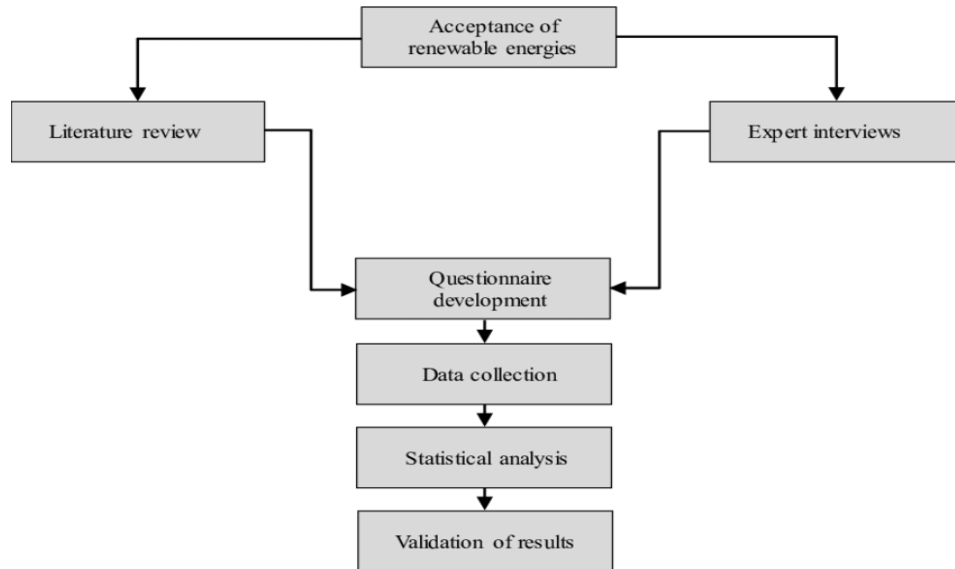 Acceptance of
renewable energies
Literature review
Expert interviews
Questionnaire
development
Data collection
Statistical analysis
Validation of results